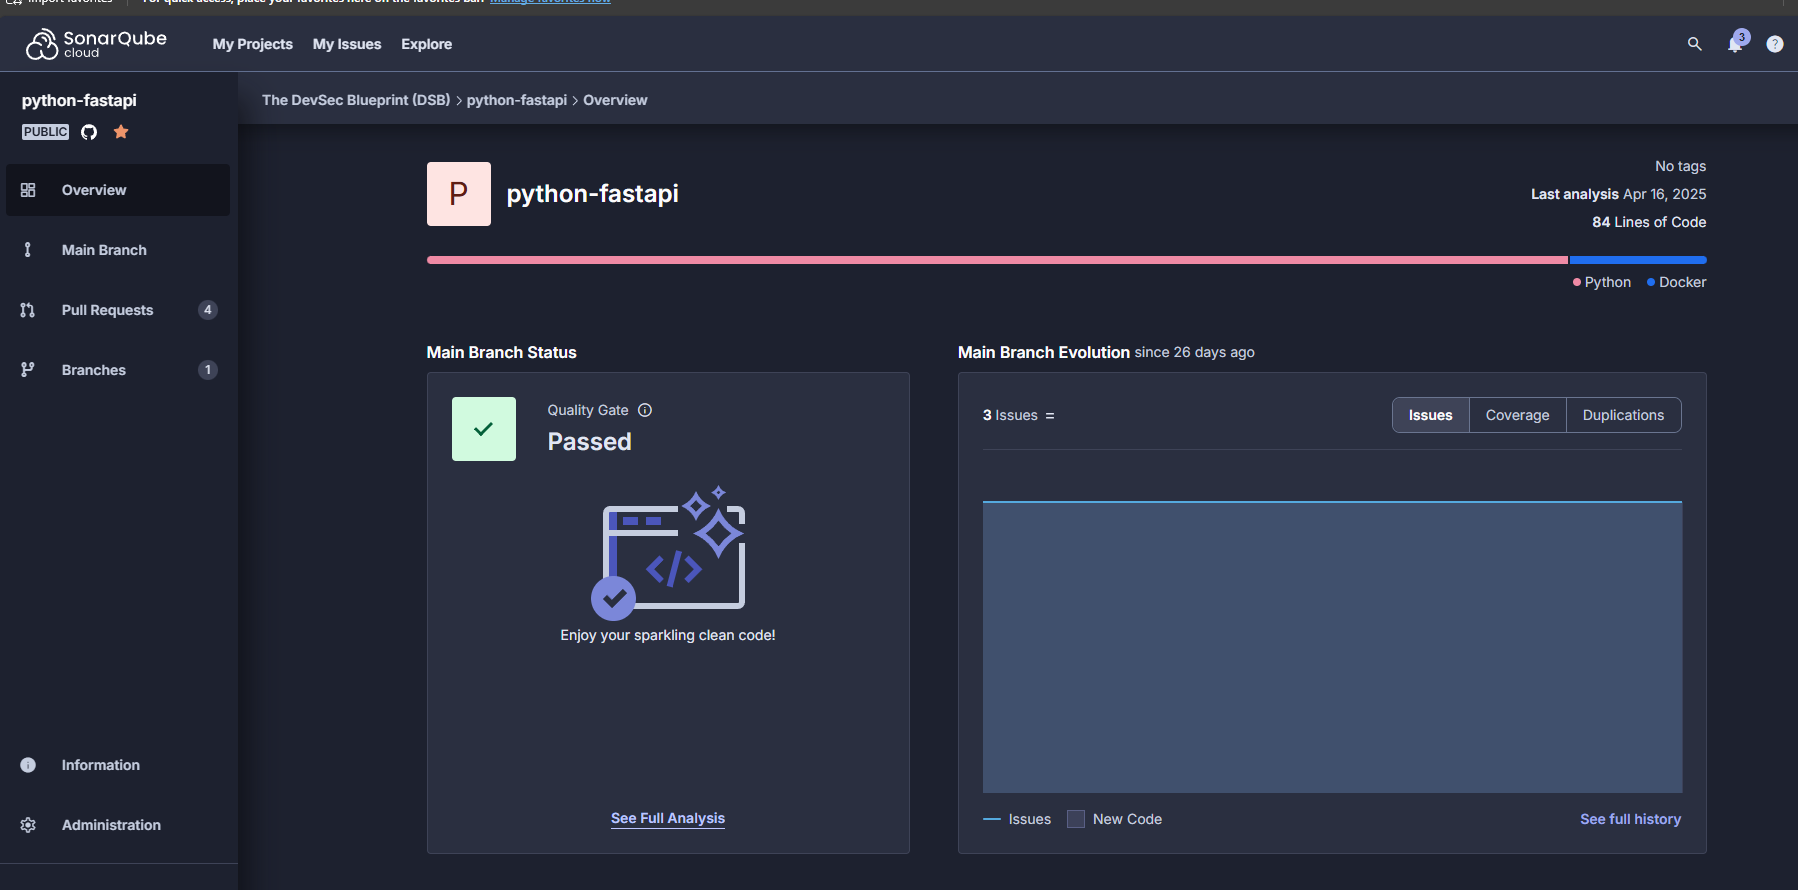 Import favorites
For quick access, place your favorites here on the favorites bar. Manage favorites now
SonarQube
cloud
My Projects
My Issues
Explore
3
?
python-fastapi
PUBLIC
The DevSec Blueprint (DSB) > python-fastapi > Overview
Overview
Main Branch
Pull Requests 4
Branches 1
Information
Administration
P
python-fastapi
No tags
Last analysis Apr 16, 2025
84 Lines of Code
Python
Docker
Main Branch Status
Quality Gate
Passed
</>
Enjoy your sparkling clean code!
See Full Analysis
Main Branch Evolution since 26 days ago
3 Issues =
Issues
Coverage
Duplications
Issues
New Code
See full history